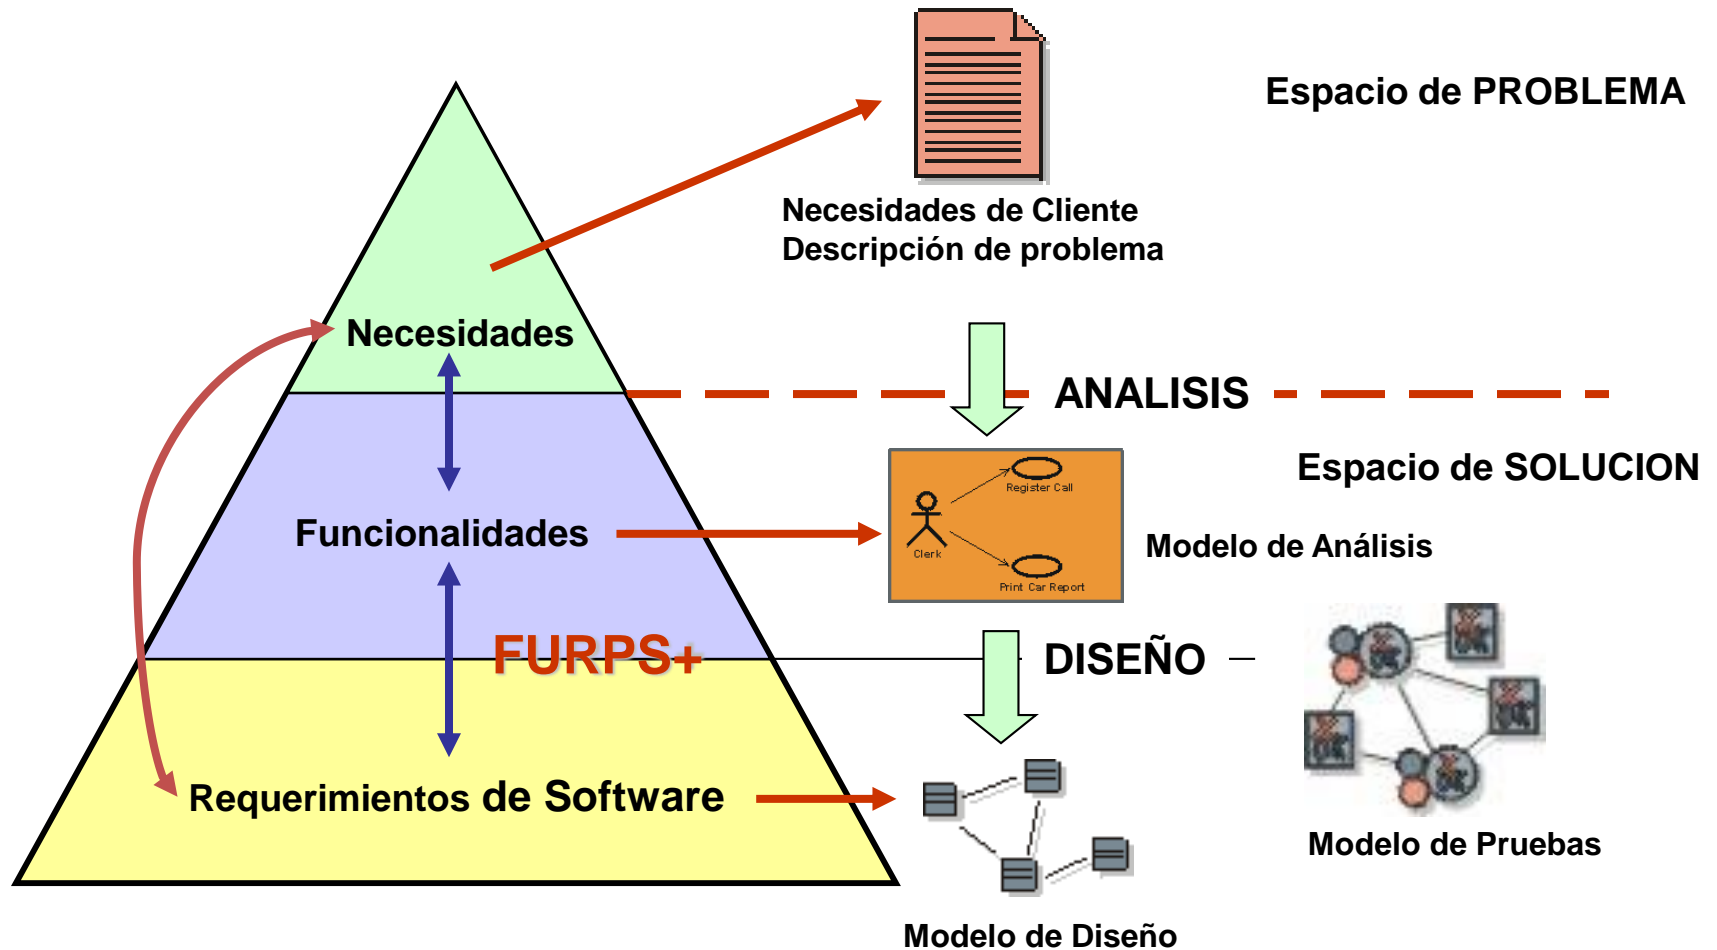 Espacio de PROBLEMA
Necesidades de Cliente
Descripción de problema
Necesidades
ANALISIS
Espacio de SOLUCION
Register Call
Clerk
Print Car Report
Funcionalidades
Modelo de Análisis
FURPS+
DISEÑO
Requerimientos de Software
Modelo de Pruebas
Modelo de Diseño